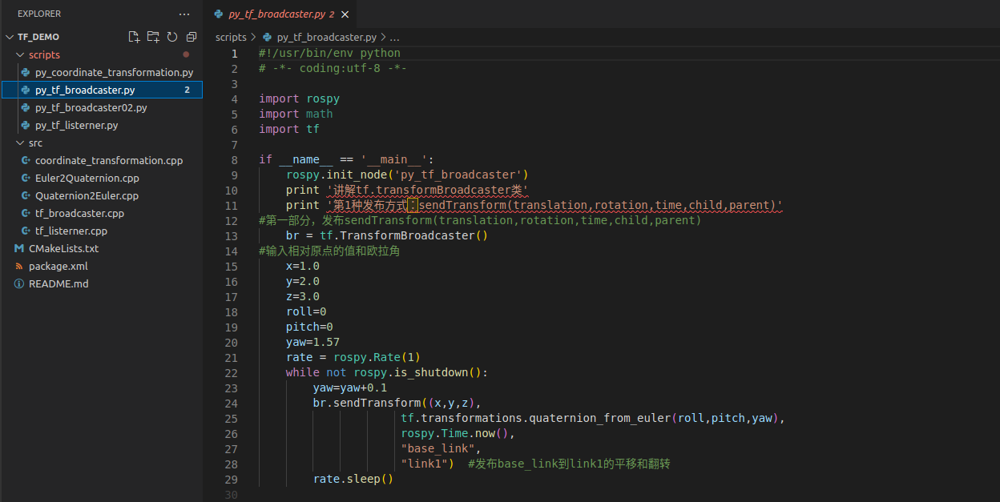 EXPLORER
TF_DEMO
scripts
py_coordinate_transformation.py
py_tf_broadcaster.py 2
py_tf_broadcaster02.py
py_tf_listerner.py
src
coordinate_transformation.cpp
Euler2Quaternion.cpp
Quaternion2Euler.cpp
tf_broadcaster.cpp
tf_listerner.cpp
CMakeLists.txt
package.xml
README.md
py_tf_broadcaster.py 2
scripts > py_tf_broadcaster.py > ...
1 #!/usr/bin/env python
2 # -*- coding:utf-8 -*-
3
4 import rospy
5 import math
6 import tf
7
8 if __name__ == '__main__':
9 rospy.init_node('py_tf_broadcaster')
10 print '讲解tf.transformBroadcaster类'
11 print '第1种发布方式：sendTransform(translation,rotation,time,child,parent)'
12 #第一部分，发布sendTransform(translation,rotation,time,child,parent)
13 br = tf.TransformBroadcaster()
14 #输入相对原点的值和欧拉角
15 x=1.0
16 y=2.0
17 z=3.0
18 roll=0
19 pitch=0
20 yaw=1.57
21 rate = rospy.Rate(1)
22 while not rospy.is_shutdown():
23 yaw=yaw+0.1
24 br.sendTransform((x,y,z),
25 tf.transformations.quaternion_from_euler(roll,pitch,yaw),
26 rospy.Time.now(),
27 "base_link",
28 "link1") #发布base_link到link1的平移和翻转
29 rate.sleep()
30